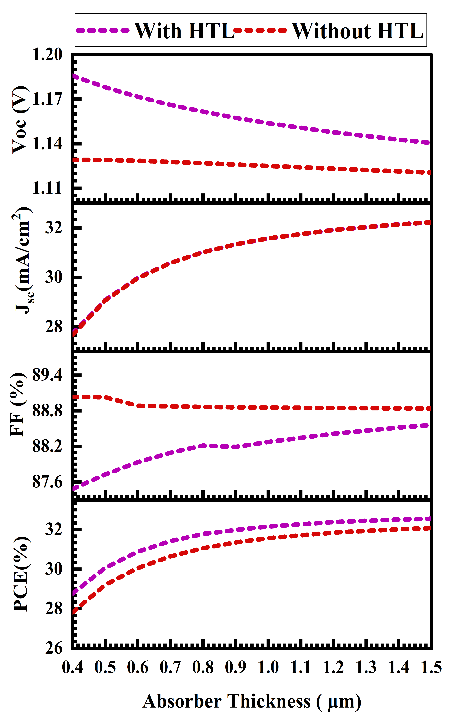 With HTL Without HTL
Voc (V)
1.20
1.17
1.14
1.11
Jsc(mA/cm2)
32
30
28
FF (%)
89.4
88.8
88.2
87.6
PCE(%)
32
30
28
26
0.4 0.5 0.6 0.7 0.8 0.9 1.0 1.1 1.2 1.3 1.4 1.5
Absorber Thickness ( μm)